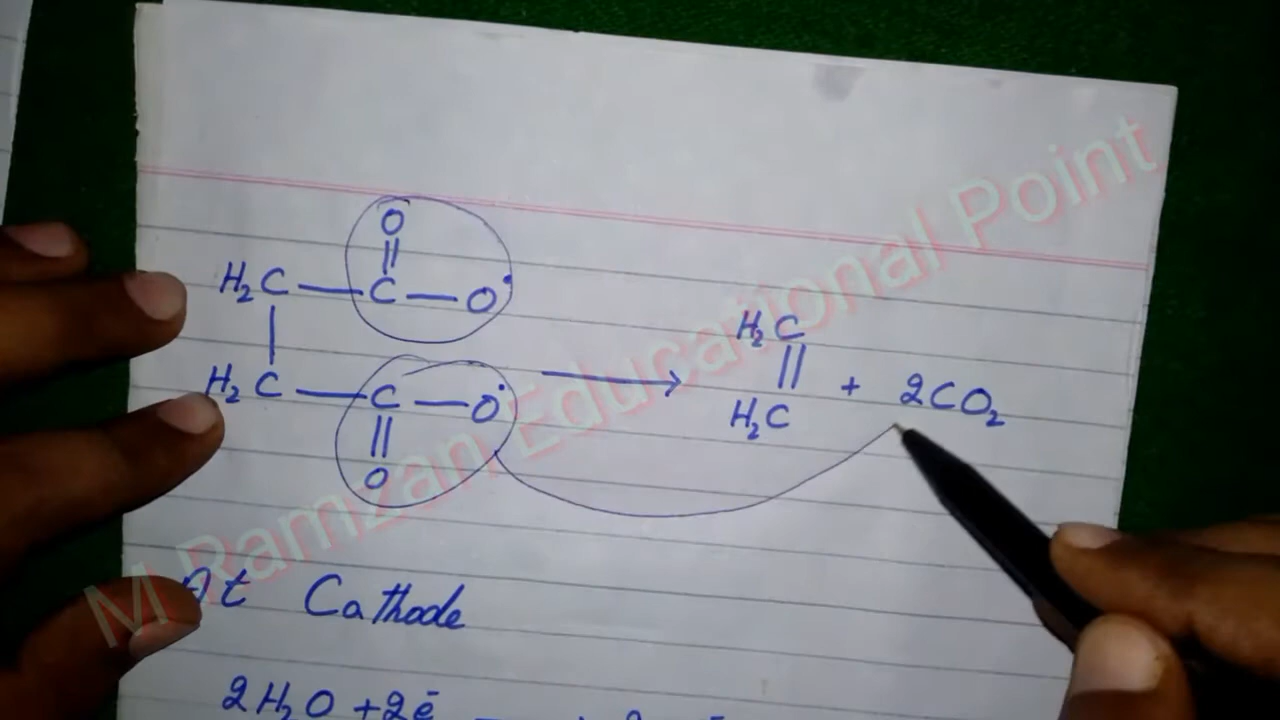 O
||
H₂C — C — O•
|
H₂C — C — O•
||
O
⟶
H₂C
||
H₂C
+ 2CO₂
At Cathode
2H₂O + 2ē
M Ramzan Educational Point